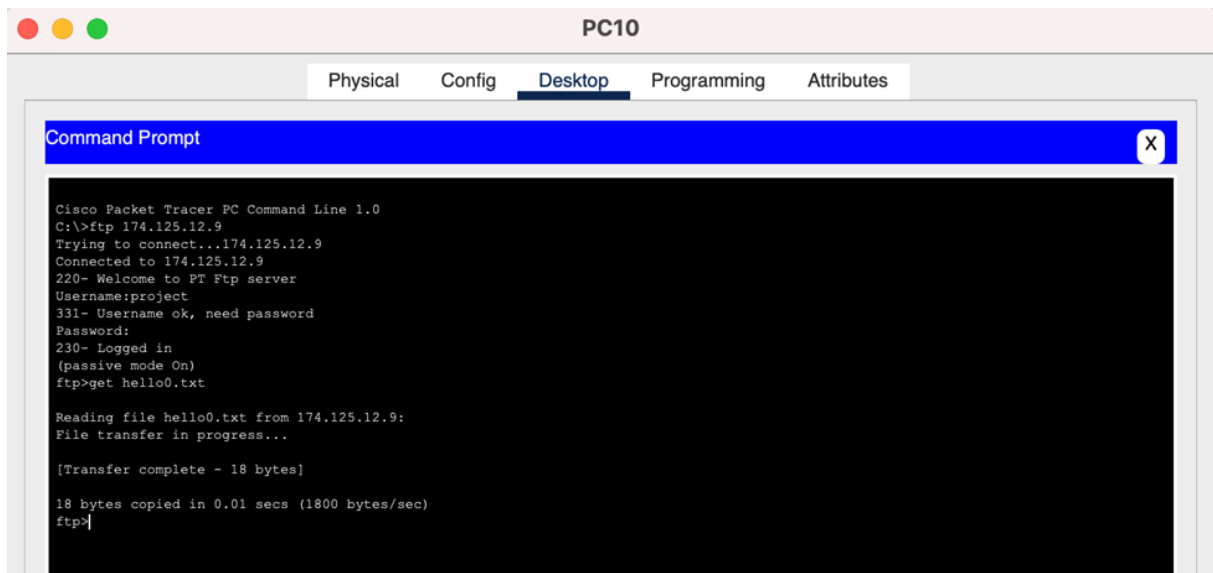 PC10
Physical Config Desktop Programming Attributes
Command Prompt
X
Cisco Packet Tracer PC Command Line 1.0
C:\>ftp 174.125.12.9
Trying to connect...174.125.12.9
Connected to 174.125.12.9
220- Welcome to PT Ftp server
Username:project
331- Username ok, need password
Password:
230- Logged in
(passive mode On)
ftp>get hello0.txt
Reading file hello0.txt from 174.125.12.9:
File transfer in progress...
[Transfer complete - 18 bytes]
18 bytes copied in 0.01 secs (1800 bytes/sec)
ftp>